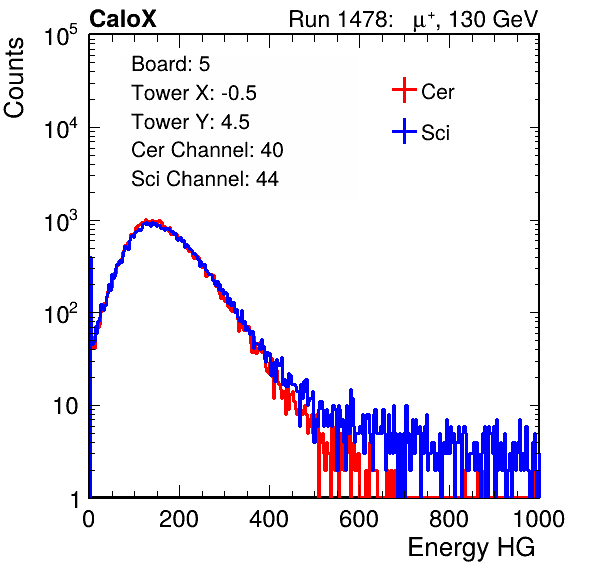 CaloX Run 1478: μ⁺, 130 GeV
Counts
Board: 5
Tower X: -0.5
Tower Y: 4.5
Cer Channel: 40
Sci Channel: 44
Cer
Sci
10⁵
10⁴
10³
10²
10
1
0 200 400 600 800 1000
Energy HG